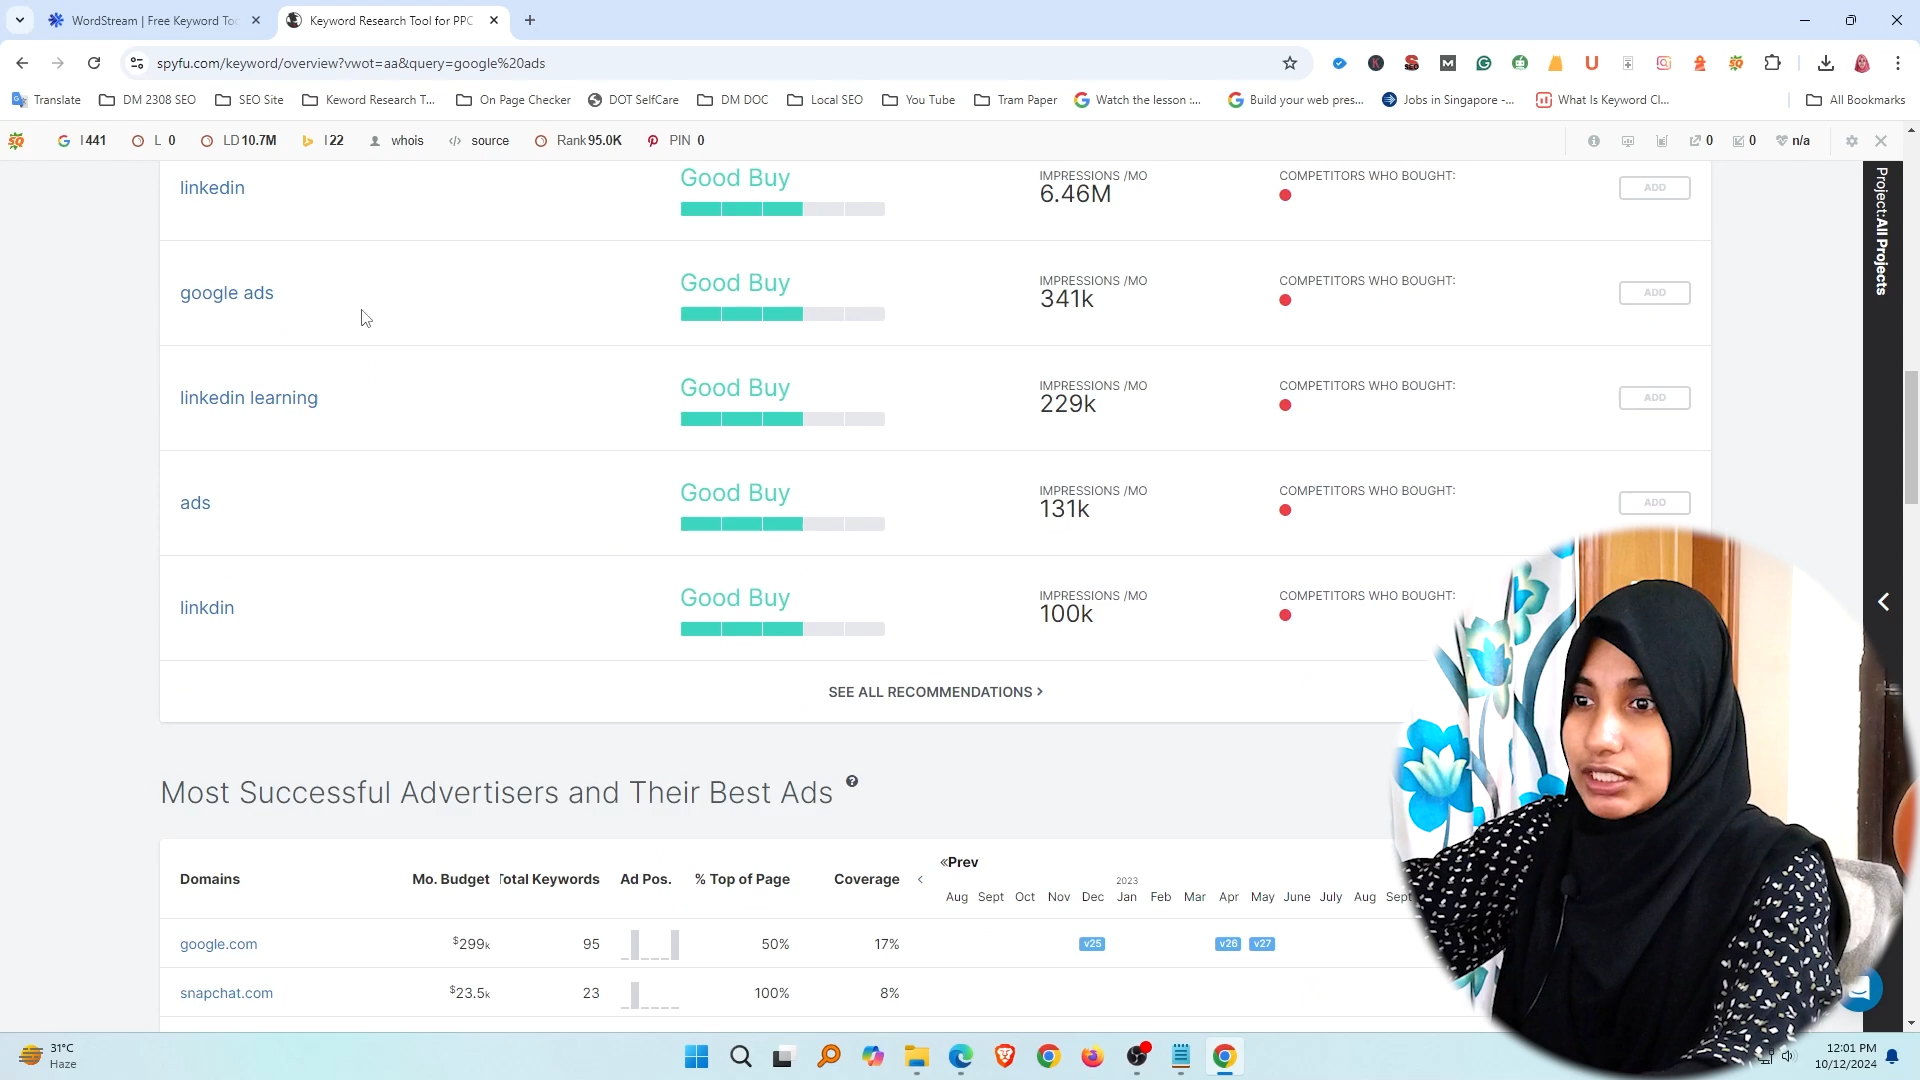 WordStream | Free Keyword Too
Keyword Research Tool for PPC
spyfu.com/keyword/overview?vwot=aa&query=google%20ads
Translate
DM 2308 SEO
SEO Site
Keword Research T...
On Page Checker
DOT SelfCare
DM DOC
Local SEO
You Tube
Tram Paper
Watch the lesson :...
Build your web pres...
Jobs in Singapore -...
What Is Keyword Cl...
All Bookmarks
I 441
L 0
LD 10.7M
I 22
whois
source
Rank 95.0K
PIN 0
0
0
n/a
Project:All Projects
linkedin
Good Buy
IMPRESSIONS /MO
6.46M
COMPETITORS WHO BOUGHT:
ADD
google ads
Good Buy
IMPRESSIONS /MO
341k
COMPETITORS WHO BOUGHT:
ADD
linkedin learning
Good Buy
IMPRESSIONS /MO
229k
COMPETITORS WHO BOUGHT:
ADD
ads
Good Buy
IMPRESSIONS /MO
131k
COMPETITORS WHO BOUGHT:
ADD
linkdin
Good Buy
IMPRESSIONS /MO
100k
COMPETITORS WHO BOUGHT:
SEE ALL RECOMMENDATIONS >
Most Successful Advertisers and Their Best Ads ?
«Prev
Domains Mo. Budget Total Keywords Ad Pos. % Top of Page Coverage
2023
Aug Sept Oct Nov Dec Jan Feb Mar Apr May June July Aug Sept
google.com $299k 95 50% 17% v25 v26 v27
snapchat.com $23.5k 23 100% 8%
31°C
Haze
12:01 PM
10/12/2024